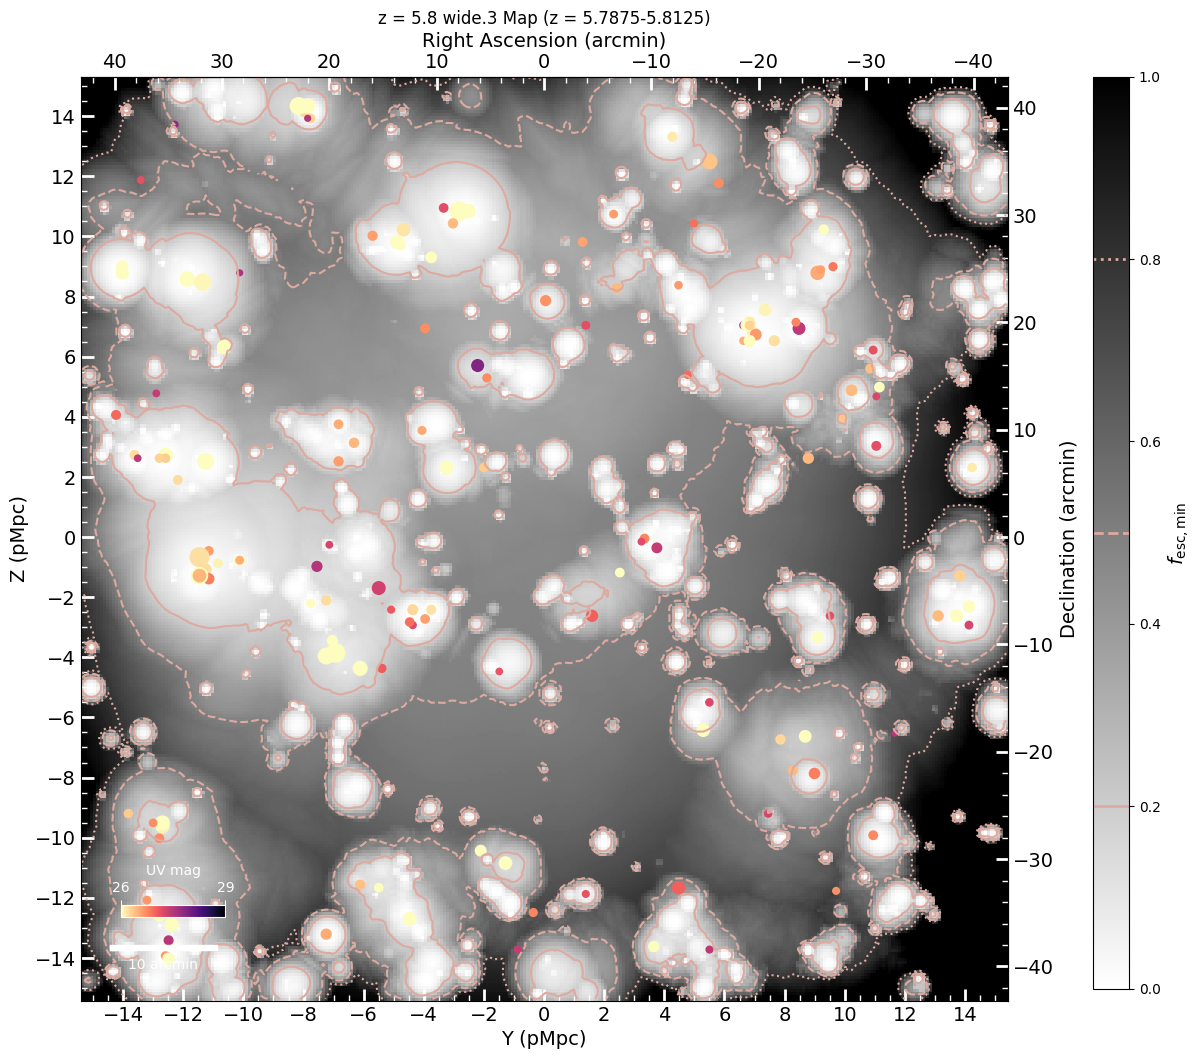 z = 5.8 wide.3 Map (z = 5.7875-5.8125)
Right Ascension (arcmin)
40 30 20 10 0 −10 −20 −30 −40
14 12 10 8 6 4 2 0 −2 −4 −6 −8 −10 −12 −14
Z (pMpc)
40 30 20 10 0 −10 −20 −30 −40
Declination (arcmin)
1.0 0.8 0.6 0.4 0.2 0.0
f_esc,min
UV mag
26 29
10 arcmin
−14 −12 −10 −8 −6 −4 −2 0 2 4 6 8 10 12 14
Y (pMpc)